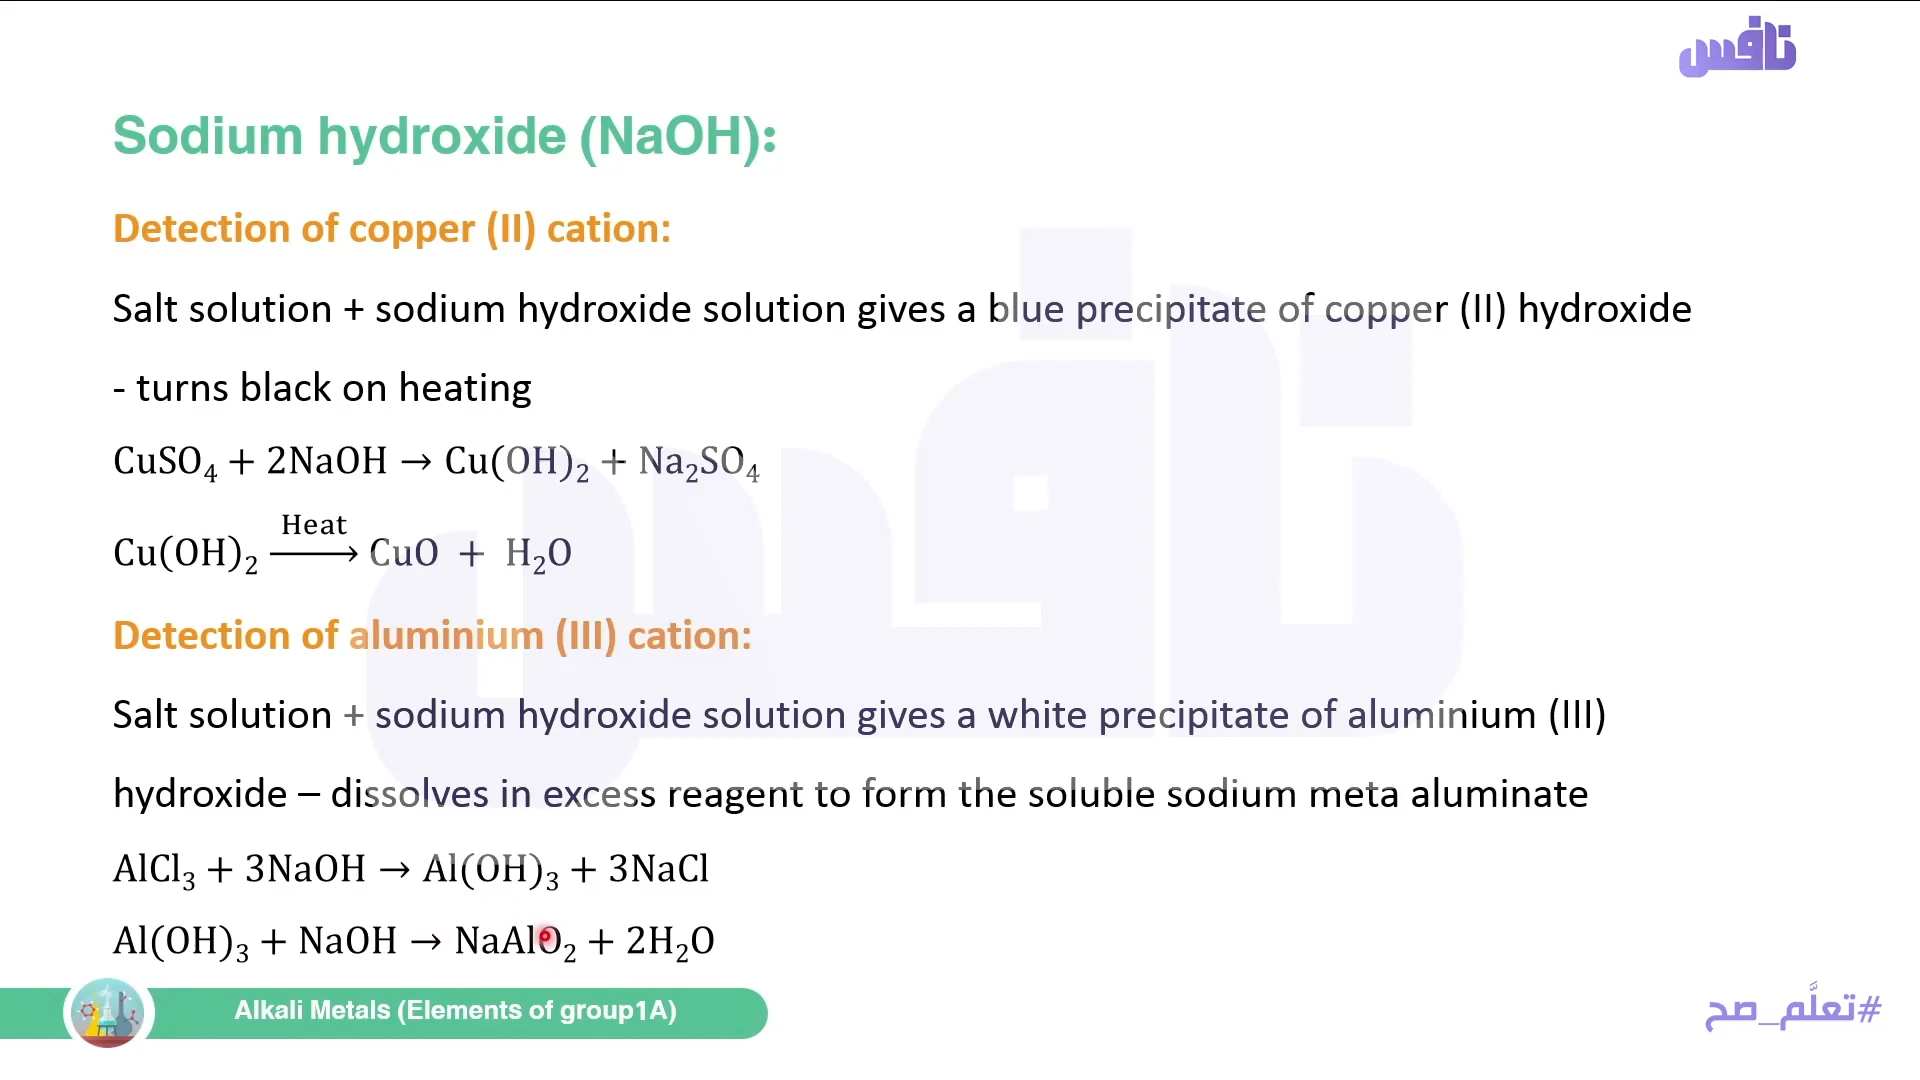 نافس
Sodium hydroxide (NaOH):
Detection of copper (II) cation:
Salt solution + sodium hydroxide solution gives a blue precipitate of copper (II) hydroxide
- turns black on heating
CuSO₄ + 2NaOH → Cu(OH)₂ + Na₂SO₄
Heat
Cu(OH)₂ ⟶ CuO + H₂O
Detection of aluminium (III) cation:
Salt solution + sodium hydroxide solution gives a white precipitate of aluminium (III)
hydroxide – dissolves in excess reagent to form the soluble sodium meta aluminate
AlCl₃ + 3NaOH → Al(OH)₃ + 3NaCl
Al(OH)₃ + NaOH → NaAlO₂ + 2H₂O
Alkali Metals (Elements of group1A)
#تعلَّم_صح